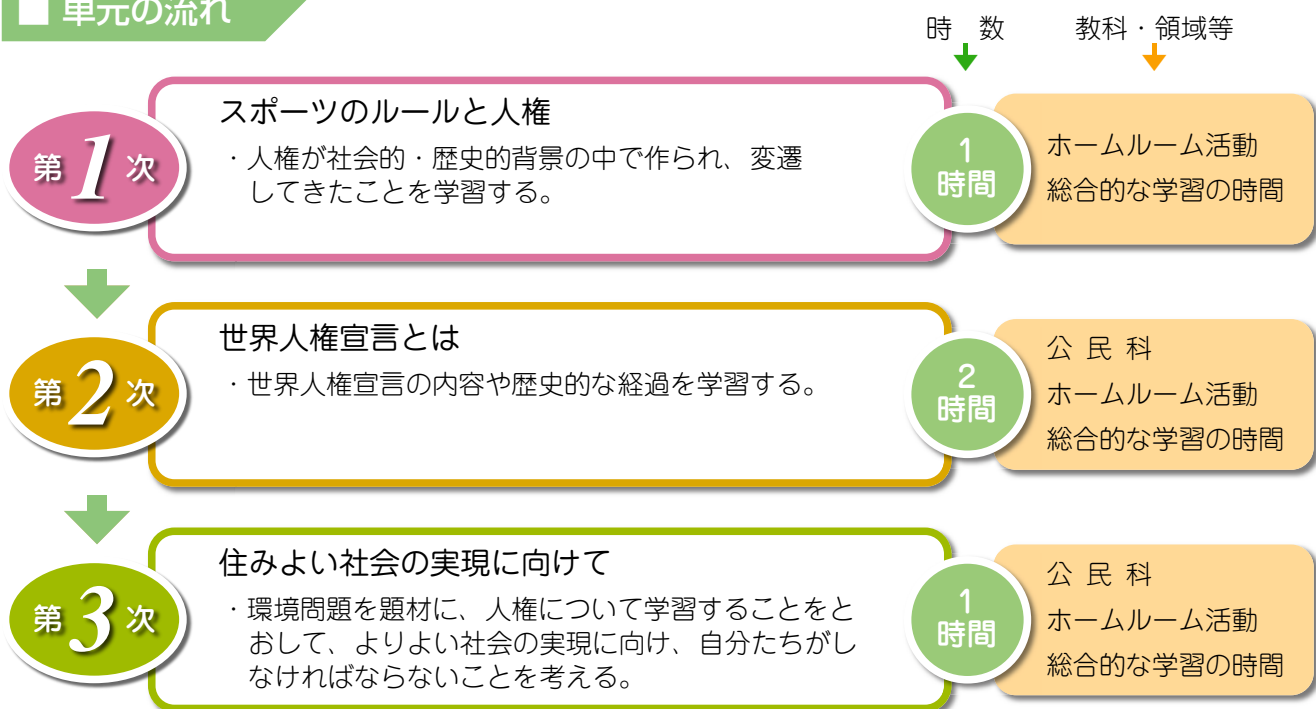 ■ 単元の流れ
時 数 教科・領域等
第1次
スポーツのルールと人権
・人権が社会的・歴史的背景の中で作られ、変遷
してきたことを学習する。
1
時間
ホームルーム活動
総合的な学習の時間
第2次
世界人権宣言とは
・世界人権宣言の内容や歴史的な経過を学習する。
2
時間
公 民 科
ホームルーム活動
総合的な学習の時間
第3次
住みよい社会の実現に向けて
・環境問題を題材に、人権について学習することをと
おして、よりよい社会の実現に向け、自分たちがし
なければならないことを考える。
1
時間
公 民 科
ホームルーム活動
総合的な学習の時間